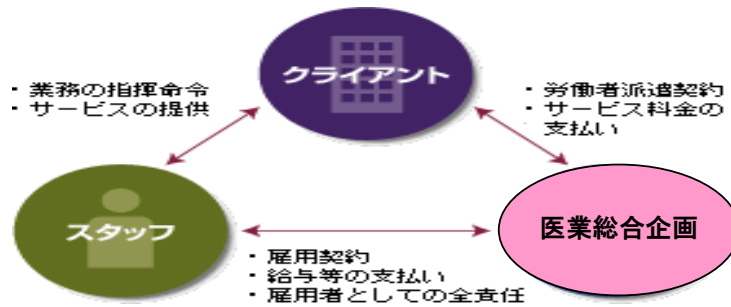 クライアント
・業務の指揮命令
・サービスの提供
・労働者派遣契約
・サービス料金の
支払い
スタッフ
医業総合企画
・雇用契約
・給与等の支払い
・雇用者としての全責任